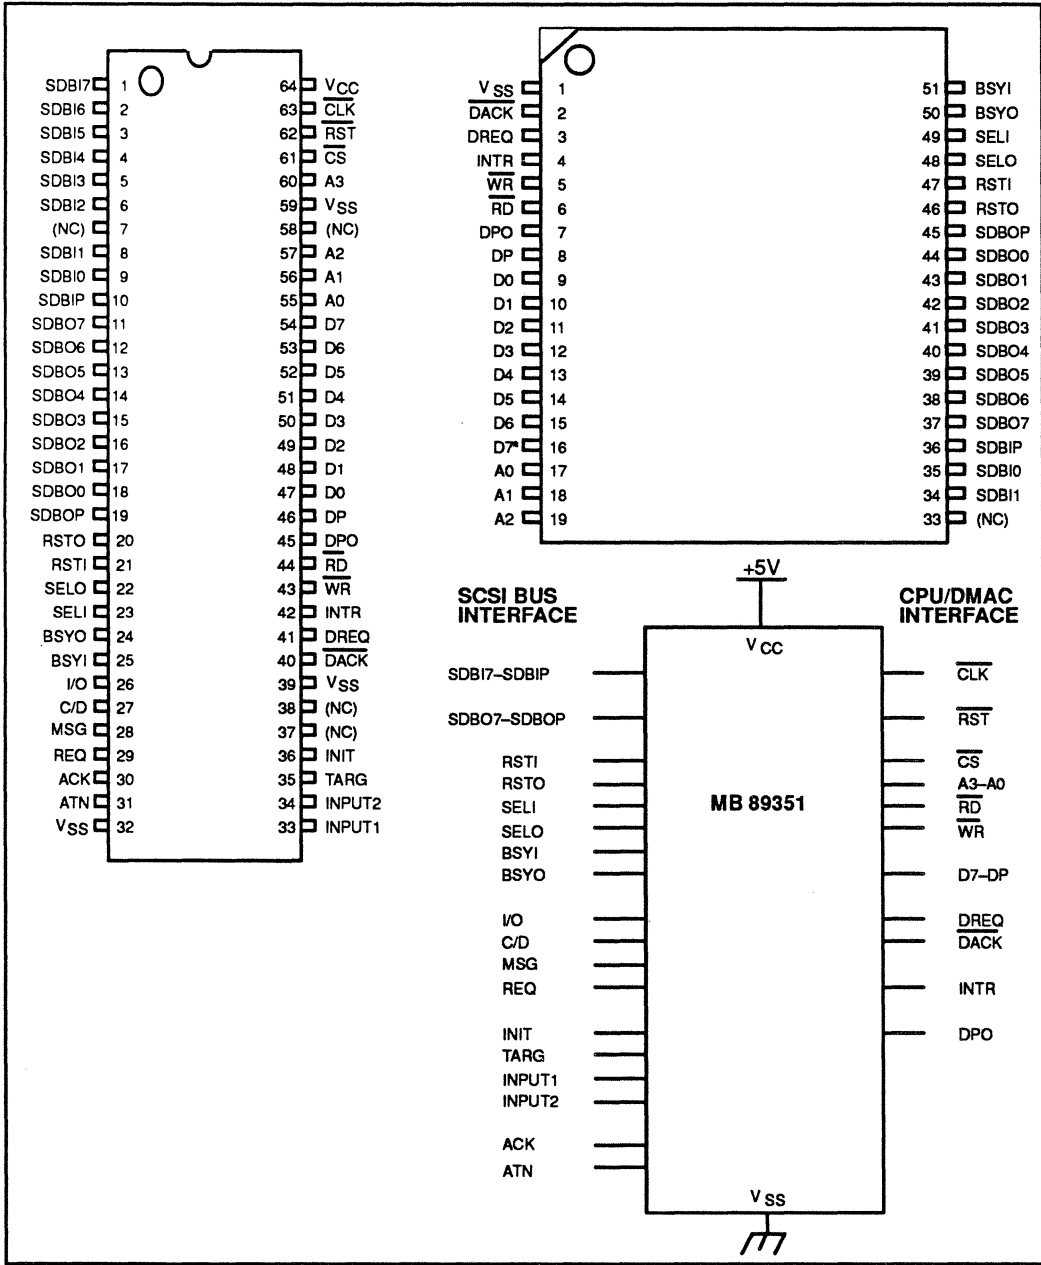 SDBI7 1 64 VCC
SDBI6 2 63 CLK
SDBI5 3 62 RST
SDBI4 4 61 CS
SDBI3 5 60 A3
SDBI2 6 59 VSS
(NC) 7 58 (NC)
SDBI1 8 57 A2
SDBI0 9 56 A1
SDBIP 10 55 A0
SDBO7 11 54 D7
SDBO6 12 53 D6
SDBO5 13 52 D5
SDBO4 14 51 D4
SDBO3 15 50 D3
SDBO2 16 49 D2
SDBO1 17 48 D1
SDBO0 18 47 D0
SDBOP 19 46 DP
RSTO 20 45 DPO
RSTI 21 44 RD
SELO 22 43 WR
SELI 23 42 INTR
BSYO 24 41 DREQ
BSYI 25 40 DACK
I/O 26 39 VSS
C/D 27 38 (NC)
MSG 28 37 (NC)
REQ 29 36 INIT
ACK 30 35 TARG
ATN 31 34 INPUT2
VSS 32 33 INPUT1
VSS 1 51 BSYI
DACK 2 50 BSYO
DREQ 3 49 SELI
INTR 4 48 SELO
WR 5 47 RSTI
RD 6 46 RSTO
DPO 7 45 SDBOP
DP 8 44 SDBO0
D0 9 43 SDBO1
D1 10 42 SDBO2
D2 11 41 SDBO3
D3 12 40 SDBO4
D4 13 39 SDBO5
D5 14 38 SDBO6
D6 15 37 SDBO7
D7* 16 36 SDBIP
A0 17 35 SDBI0
A1 18 34 SDBI1
A2 19 33 (NC)
+5V
SCSI BUS
INTERFACE
CPU/DMAC
INTERFACE
VCC
SDBI7–SDBIP
SDBO7–SDBOP
RSTI
RSTO
SELI
SELO
BSYI
BSYO
I/O
C/D
MSG
REQ
INIT
TARG
INPUT1
INPUT2
ACK
ATN
MB 89351
CLK
RST
CS
A3–A0
RD
WR
D7–DP
DREQ
DACK
INTR
DPO
VSS